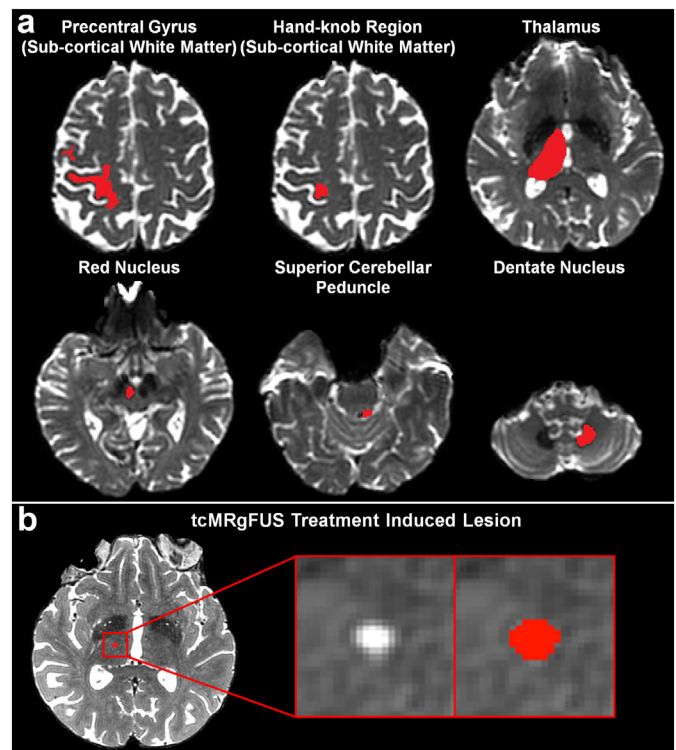 a
Precentral Gyrus
(Sub-cortical White Matter)
Hand-knob Region
(Sub-cortical White Matter)
Thalamus
Red Nucleus
Superior Cerebellar
Peduncle
Dentate Nucleus
b
tcMRgFUS Treatment Induced Lesion